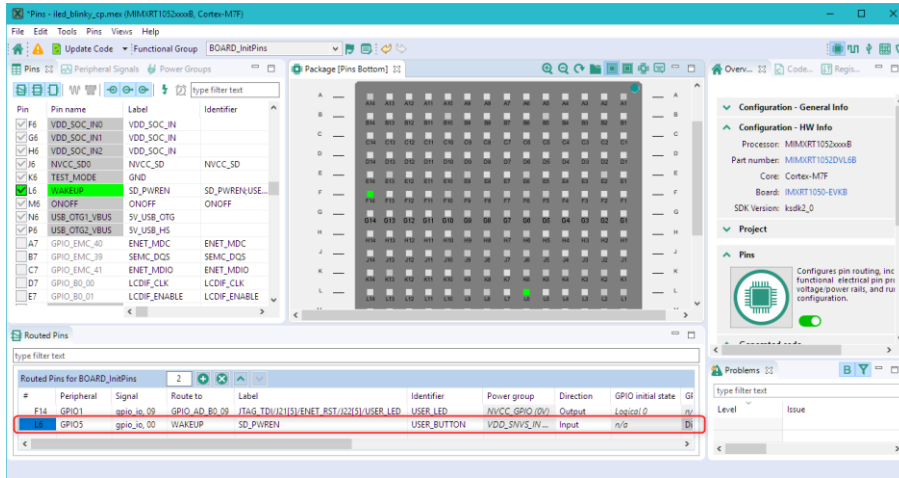 *Pins - iled_blinky_cp.mex (MIMXRT1052xxxxB, Cortex-M7F)
File Edit Tools Pins Views Help
Update Code Functional Group BOARD_InitPins
Pins Peripheral Signals Power Groups
type filter text
Pin Pin name Label Identifier
F6 VDD_SOC_IN0 VDD_SOC_IN
G6 VDD_SOC_IN1 VDD_SOC_IN
H6 VDD_SOC_IN2 VDD_SOC_IN
J6 NVCC_SD0 NVCC_SD NVCC_SD
K6 TEST_MODE GND
L6 WAKEUP SD_PWREN SD_PWREN;USE...
M6 ONOFF ONOFF ONOFF
N6 USB_OTG1_VBUS 5V_USB_OTG
P6 USB_OTG2_VBUS 5V_USB_HS
A7 GPIO_EMC_40 ENET_MDC ENET_MDC
B7 GPIO_EMC_39 SEMC_DQS SEMC_DQS
C7 GPIO_EMC_41 ENET_MDIO ENET_MDIO
D7 GPIO_B0_00 LCDIF_CLK LCDIF_CLK
E7 GPIO_B0_01 LCDIF_ENABLE LCDIF_ENABLE
Package [Pins Bottom]
Overv... Code... Regis...
Configuration - General Info
Configuration - HW Info
Processor: MIMXRT1052xxxxB
Part number: MIMXRT1052DVL6B
Core: Cortex-M7F
Board: IMXRT1050-EVKB
SDK Version: ksdk2_0
Project
Pins
Configures pin routing, inc
functional electrical pin pro
voltage/power rails, and run
configuration.
Routed Pins
type filter text
Routed Pins for BOARD_InitPins 2
# Peripheral Signal Route to Label Identifier Power group Direction GPIO initial state
F14 GPIO1 gpio_io, 09 GPIO_AD_B0_09 JTAG_TDI/J21[5]/ENET_RST/J22[5]/USER_LED USER_LED NVCC_GPIO (0V) Output Logical 0
L6 GPIO5 gpio_io, 00 WAKEUP SD_PWREN USER_BUTTON VDD_SNVS_IN ... Input n/a
Problems
type filter text
Level Issue